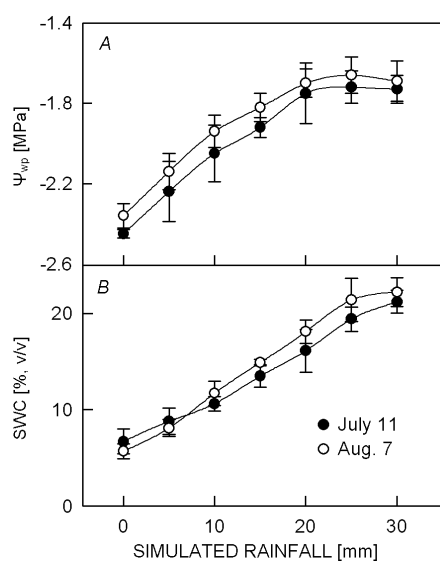 -1.4
A
-1.8
Ψwp [MPa]
-2.2
-2.6
B
20
SWC [%, v/v]
10
July 11
Aug. 7
0
0 10 20 30
SIMULATED RAINFALL [mm]